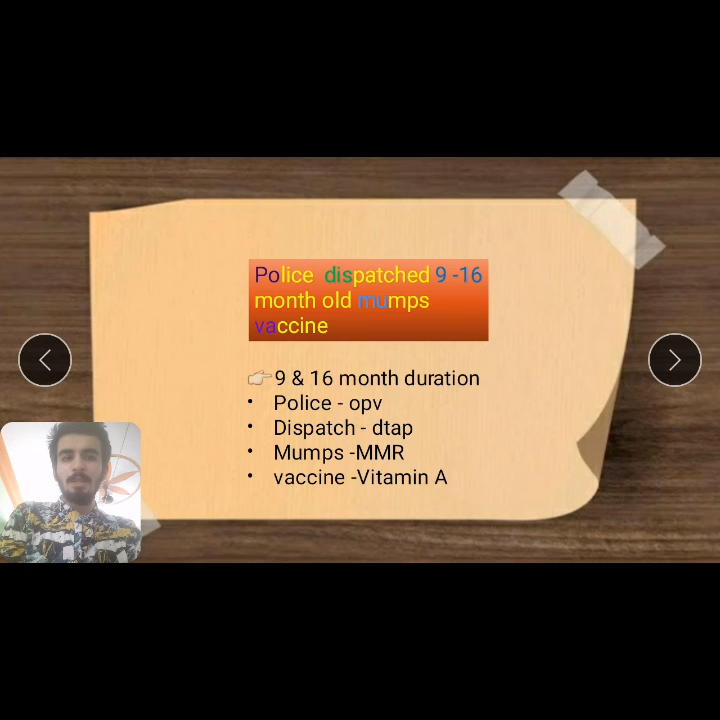 Police dispatched 9 -16
month old mumps
vaccine
👉9 & 16 month duration
• Police - opv
• Dispatch - dtap
• Mumps -MMR
• vaccine -Vitamin A